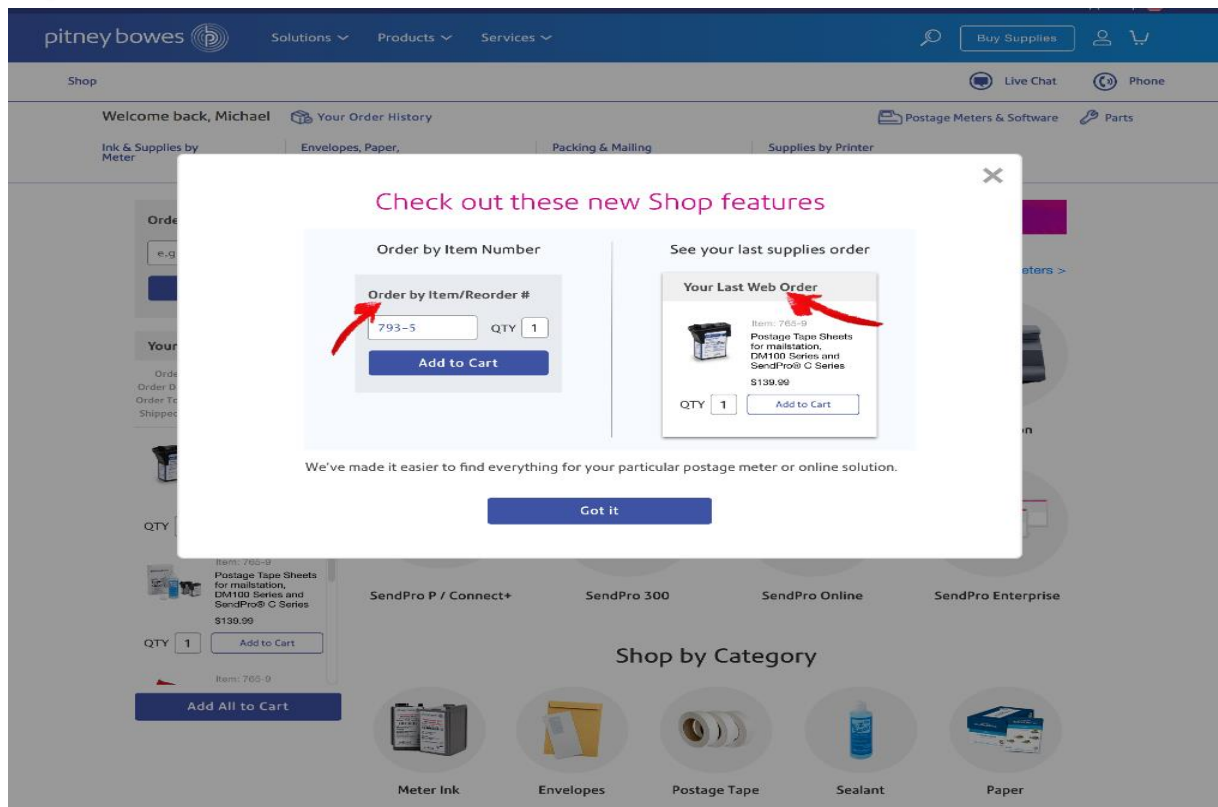 pitney bowes
Solutions
Products
Services
Buy Supplies
Shop
Live Chat
Phone
Welcome back, Michael
Your Order History
Postage Meters & Software
Parts
Ink & Supplies by
Meter
Envelopes, Paper,
Packing & Mailing
Supplies by Printer
Check out these new Shop features
Order by Item Number
Order by Item/Reorder #
793-5
QTY 1
Add to Cart
See your last supplies order
Your Last Web Order
Item: 765-9
Postage Tape Sheets
for mailstation,
DM100 Series and
SendPro® C Series
$139.99
QTY 1
Add to Cart
We've made it easier to find everything for your particular postage meter or online solution.
Got it
e.g
Your
Shipped
QTY
Item: 765-9
Postage Tape Sheets
for mailstation,
DM100 Series and
SendPro® C Series
$139.99
QTY 1
Add to Cart
Item: 765-9
Add All to Cart
SendPro P / Connect+
SendPro 300
SendPro Online
SendPro Enterprise
Shop by Category
Meter Ink
Envelopes
Postage Tape
Sealant
Paper